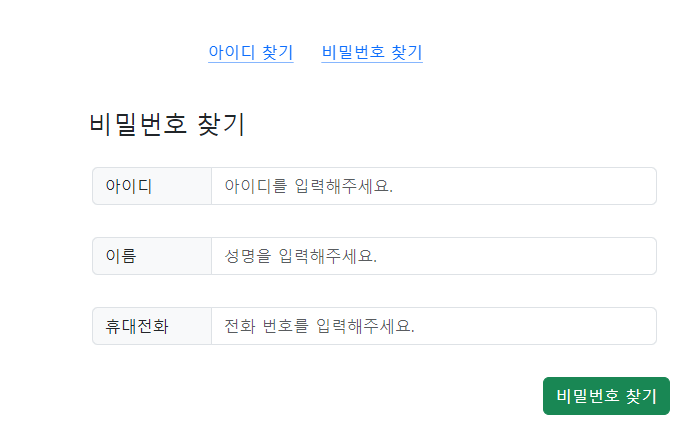 아이디 찾기 비밀번호 찾기
비밀번호 찾기
아이디 아이디를 입력해주세요.
이름 성명을 입력해주세요.
휴대전화 전화 번호를 입력해주세요.
비밀번호 찾기